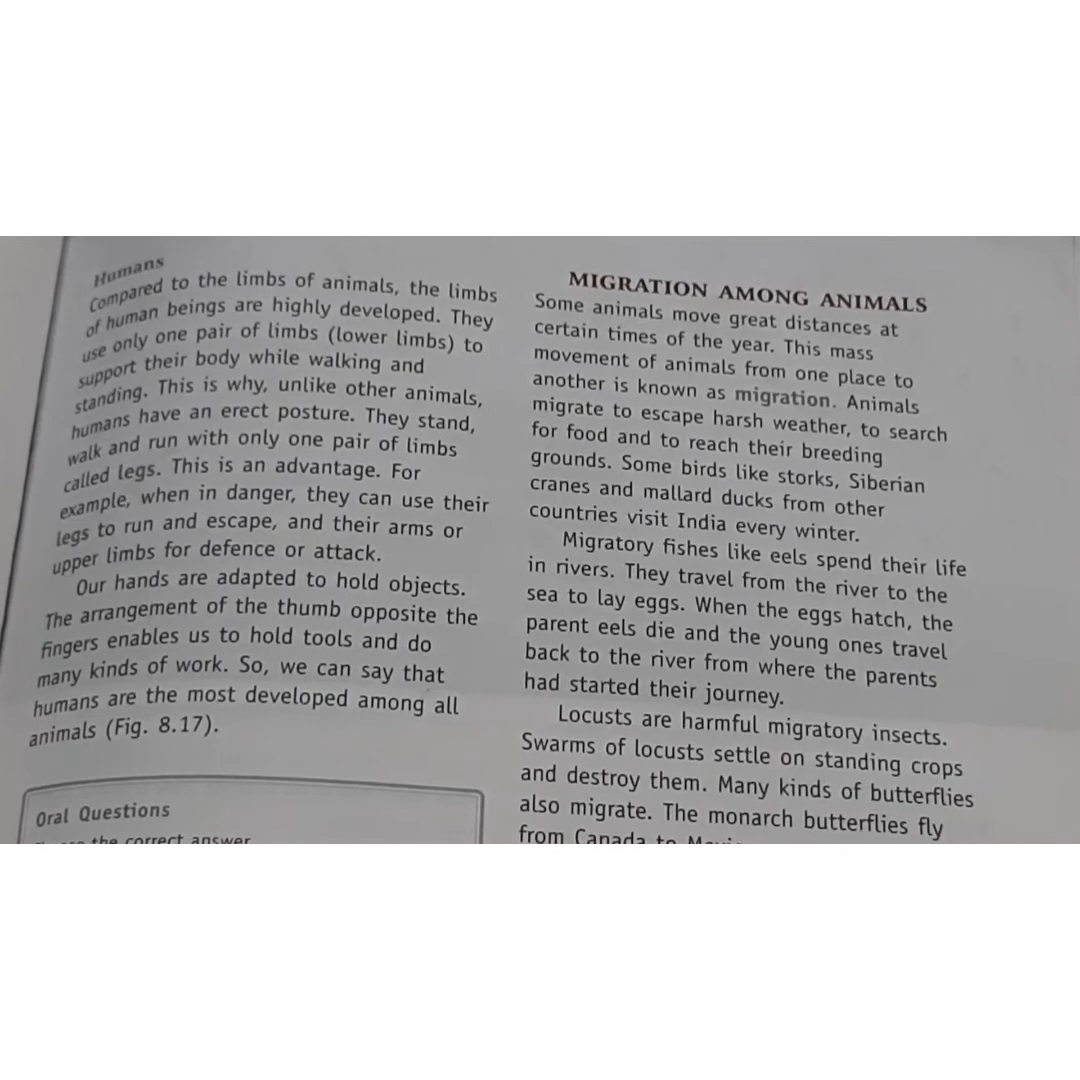 Humans
Compared to the limbs of animals, the limbs
of human beings are highly developed. They
use only one pair of limbs (lower limbs) to
support their body while walking and
standing. This is why, unlike other animals,
humans have an erect posture. They stand,
walk and run with only one pair of limbs
called legs. This is an advantage. For
example, when in danger, they can use their
legs to run and escape, and their arms or
upper limbs for defence or attack.
Our hands are adapted to hold objects.
The arrangement of the thumb opposite the
fingers enables us to hold tools and do
many kinds of work. So, we can say that
humans are the most developed among all
animals (Fig. 8.17).
Oral Questions
the correct answer
MIGRATION AMONG ANIMALS
Some animals move great distances at
certain times of the year. This mass
movement of animals from one place to
another is known as migration. Animals
migrate to escape harsh weather, to search
for food and to reach their breeding
grounds. Some birds like storks, Siberian
cranes and mallard ducks from other
countries visit India every winter.
Migratory fishes like eels spend their life
in rivers. They travel from the river to the
sea to lay eggs. When the eggs hatch, the
parent eels die and the young ones travel
back to the river from where the parents
had started their journey.
Locusts are harmful migratory insects.
Swarms of locusts settle on standing crops
and destroy them. Many kinds of butterflies
also migrate. The monarch butterflies fly
from Canada to